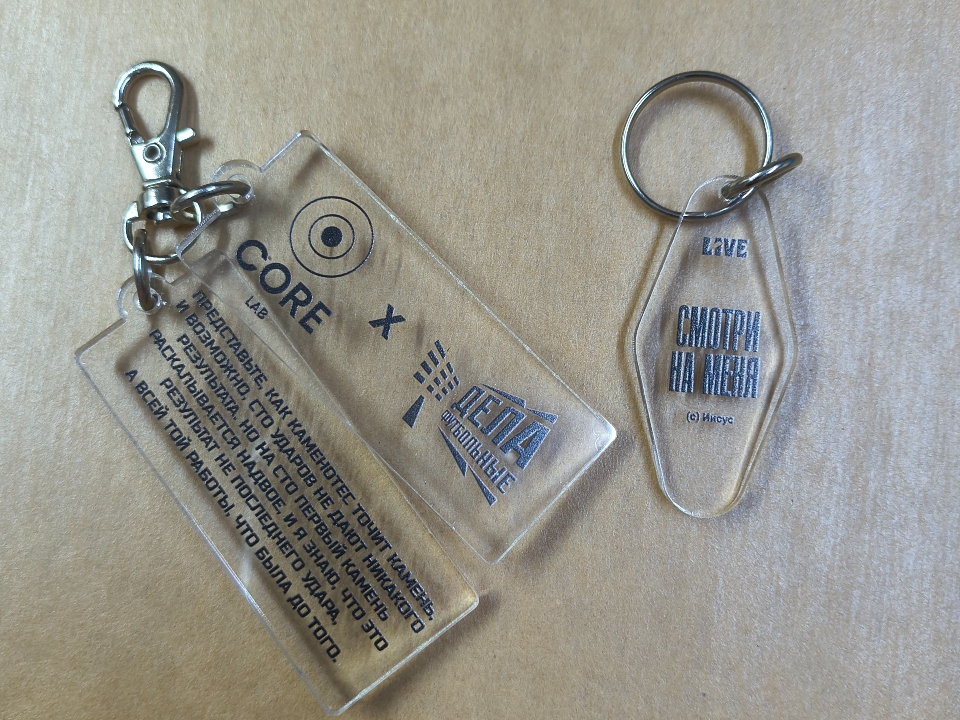 CORE
LAB
X
ДЕЛА
ФУТБОЛЬНЫЕ
ПРЕДСТАВЬТЕ, КАК КАМЕНОТЕС ТОЧИТ КАМЕНЬ,
И ВОЗМОЖНО, СТО УДАРОВ НЕ ДАЮТ НИКАКОГО
РЕЗУЛЬТАТА, НО НА СТО ПЕРВЫЙ КАМЕНЬ
РАСКАЛЫВАЕТСЯ НАДВОЕ, И Я ЗНАЮ, ЧТО ЭТО
РЕЗУЛЬТАТ НЕ ПОСЛЕДНЕГО УДАРА,
А ВСЕЙ ТОЙ РАБОТЫ, ЧТО БЫЛА ДО ТОГО.
LIVE
СМОТРИ
НА МЕНЯ
(с) Иисус